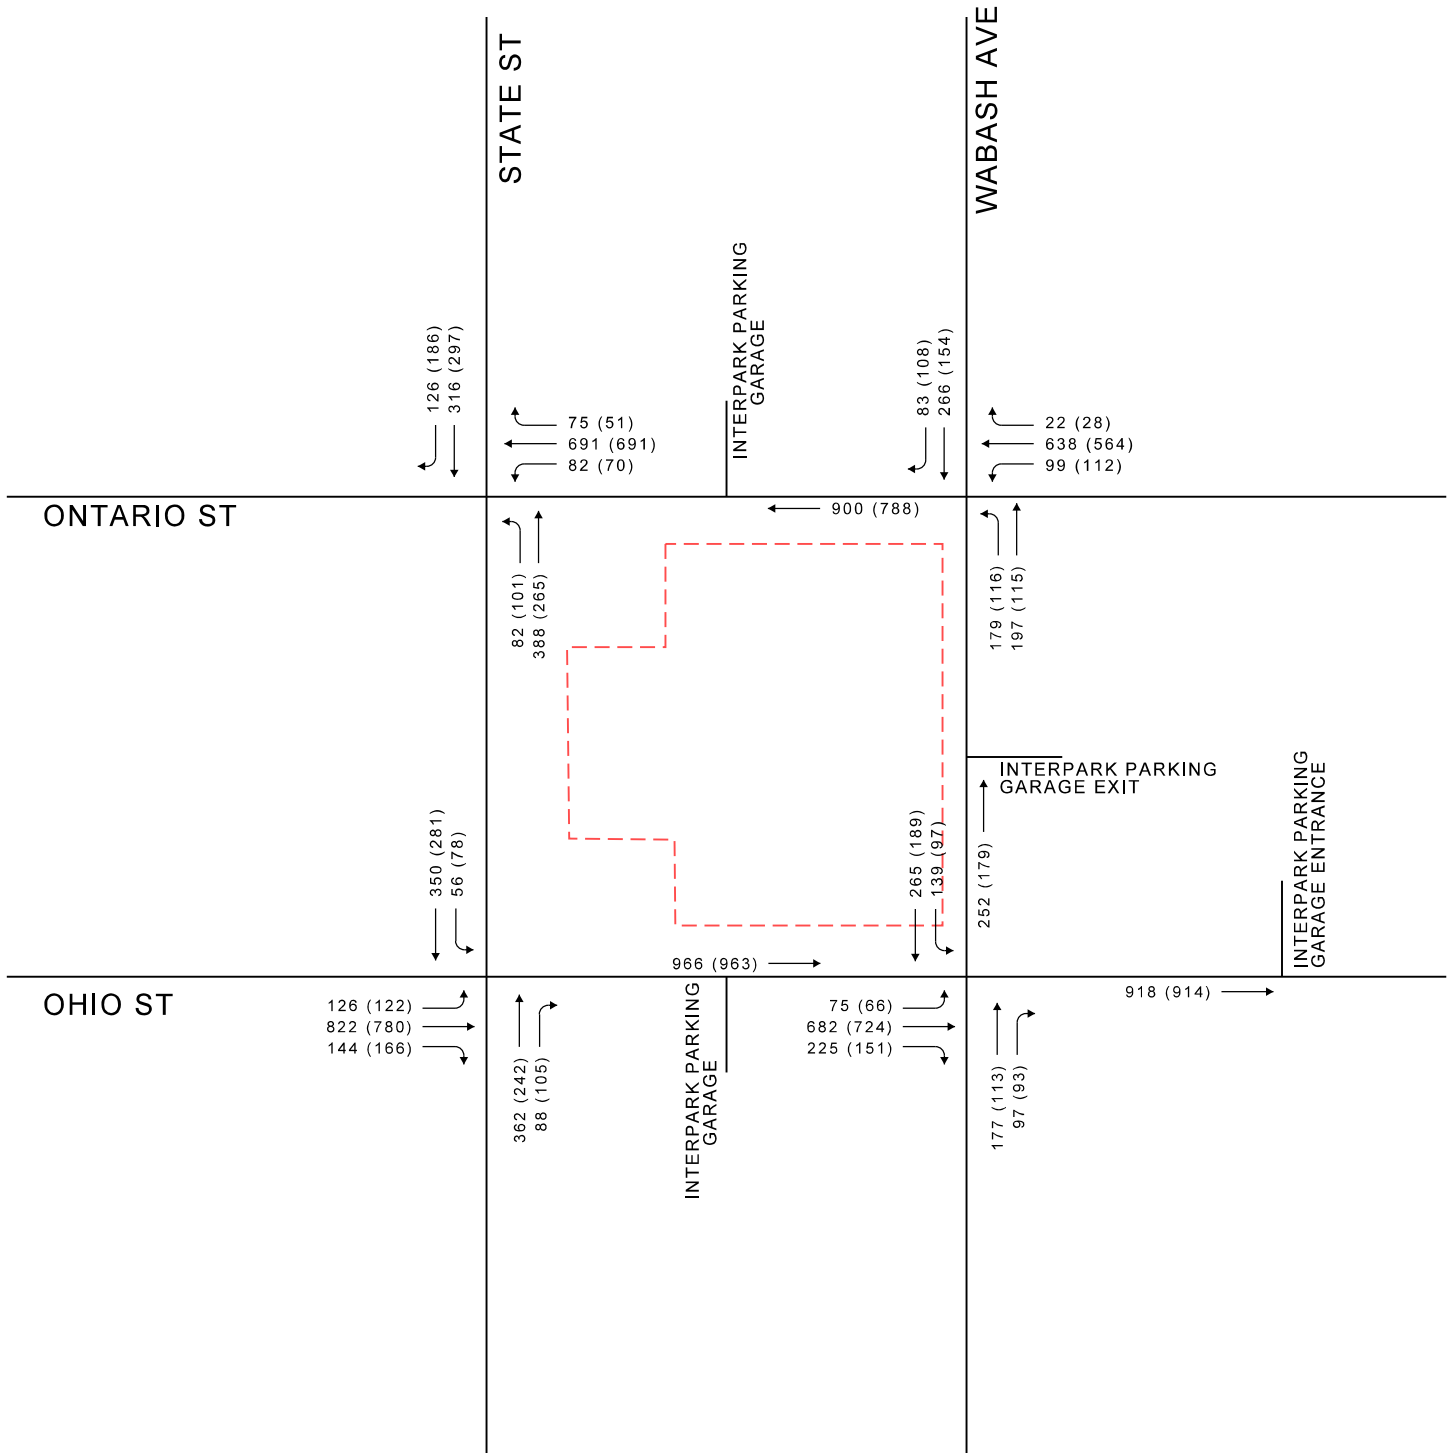 STATE ST
WABASH AVE
INTERPARK PARKING
GARAGE
126 (186)
316 (297)
83 (108)
266 (154)
75 (51)
691 (691)
82 (70)
22 (28)
638 (564)
99 (112)
ONTARIO ST
900 (788)
82 (101)
388 (265)
179 (116)
197 (115)
INTERPARK PARKING
GARAGE EXIT
INTERPARK PARKING
GARAGE ENTRANCE
350 (281)
56 (78)
265 (189)
139 (97)
252 (179)
966 (963)
OHIO ST
126 (122)
822 (780)
144 (166)
75 (66)
682 (724)
225 (151)
918 (914)
INTERPARK PARKING
GARAGE
362 (242)
88 (105)
177 (113)
97 (93)